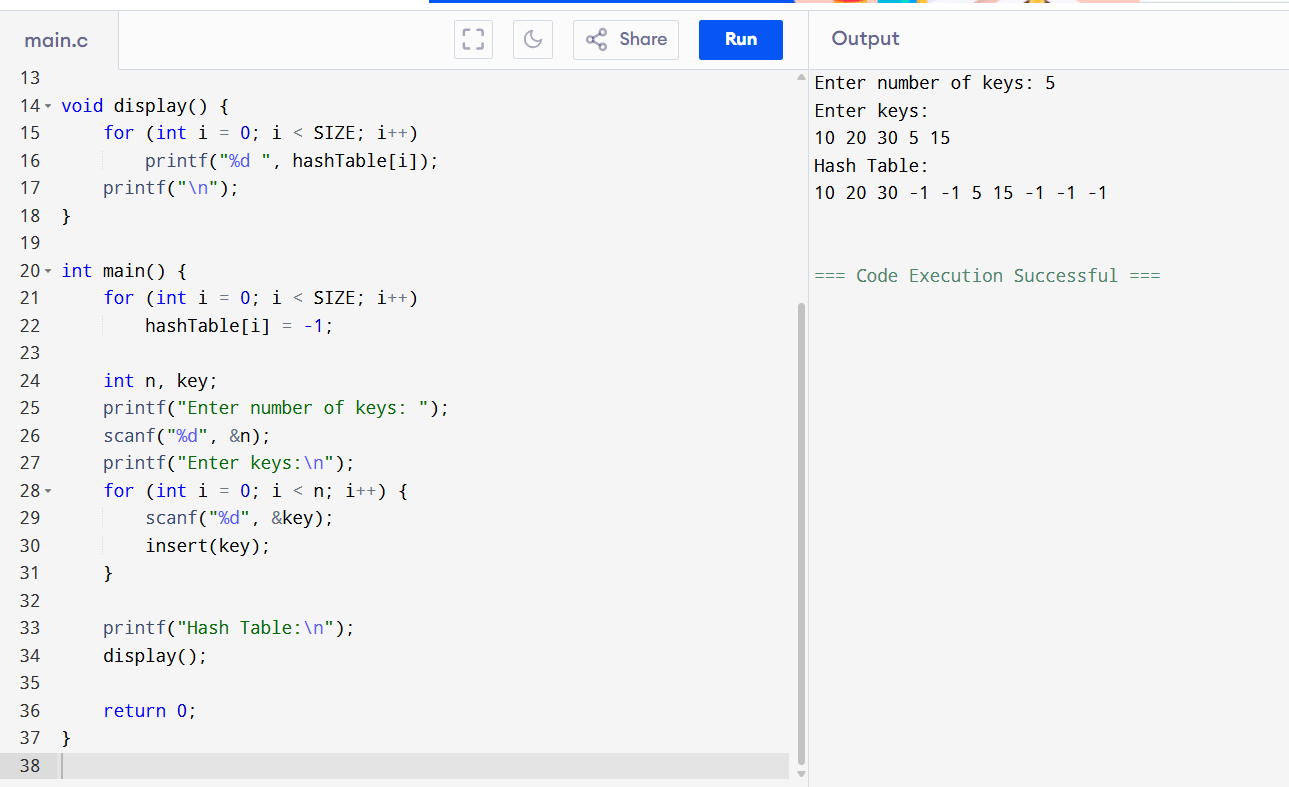 main.c
Share
Run
Output
13
14 void display() {
15     for (int i = 0; i < SIZE; i++)
16         printf("%d ", hashTable[i]);
17     printf("\n");
18 }
19
20 int main() {
21     for (int i = 0; i < SIZE; i++)
22         hashTable[i] = -1;
23
24     int n, key;
25     printf("Enter number of keys: ");
26     scanf("%d", &n);
27     printf("Enter keys:\n");
28     for (int i = 0; i < n; i++) {
29         scanf("%d", &key);
30         insert(key);
31     }
32
33     printf("Hash Table:\n");
34     display();
35
36     return 0;
37 }
38
Enter number of keys: 5
Enter keys:
10 20 30 5 15
Hash Table:
10 20 30 -1 -1 5 15 -1 -1 -1
=== Code Execution Successful ===